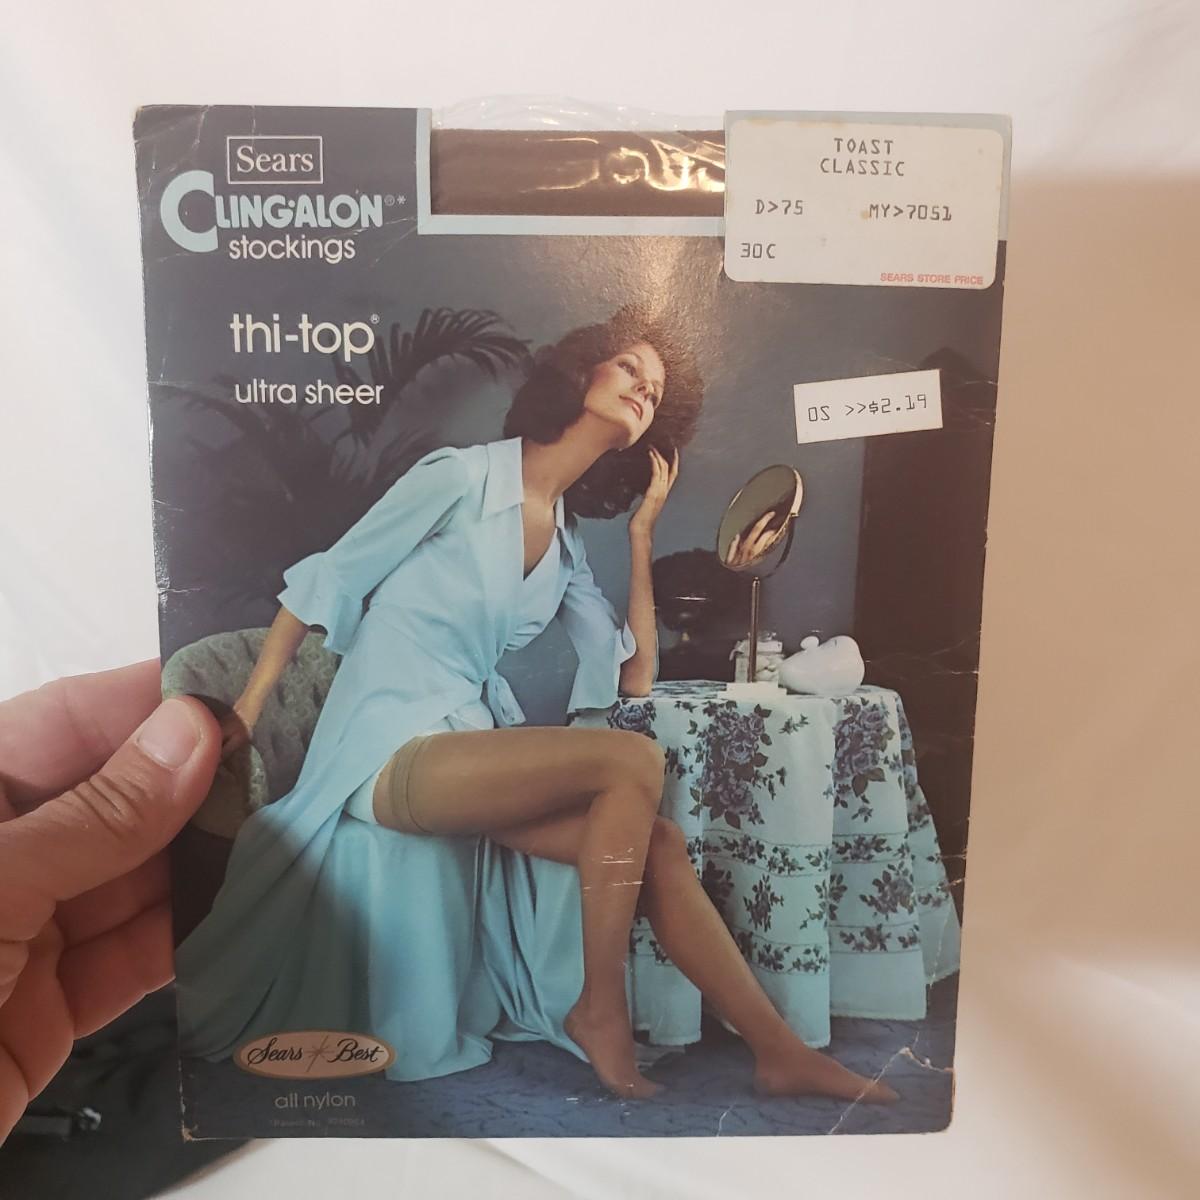 Sears
CLING·ALON®*
stockings
thi-top®
ultra sheer
TOAST
CLASSIC
D>75 MY>7051
30C
SEARS STORE PRICE
OS >>$2.19
Sears Best
all nylon